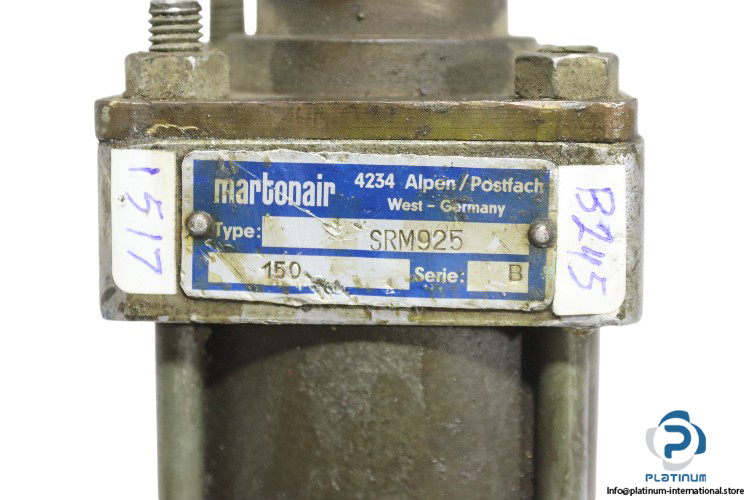 martonair
4234 Alpen/Postfach
West - Germany
Type: SRM925
150 Serie: B
1517
B245
PLATINUM
Info@platinum-international.store